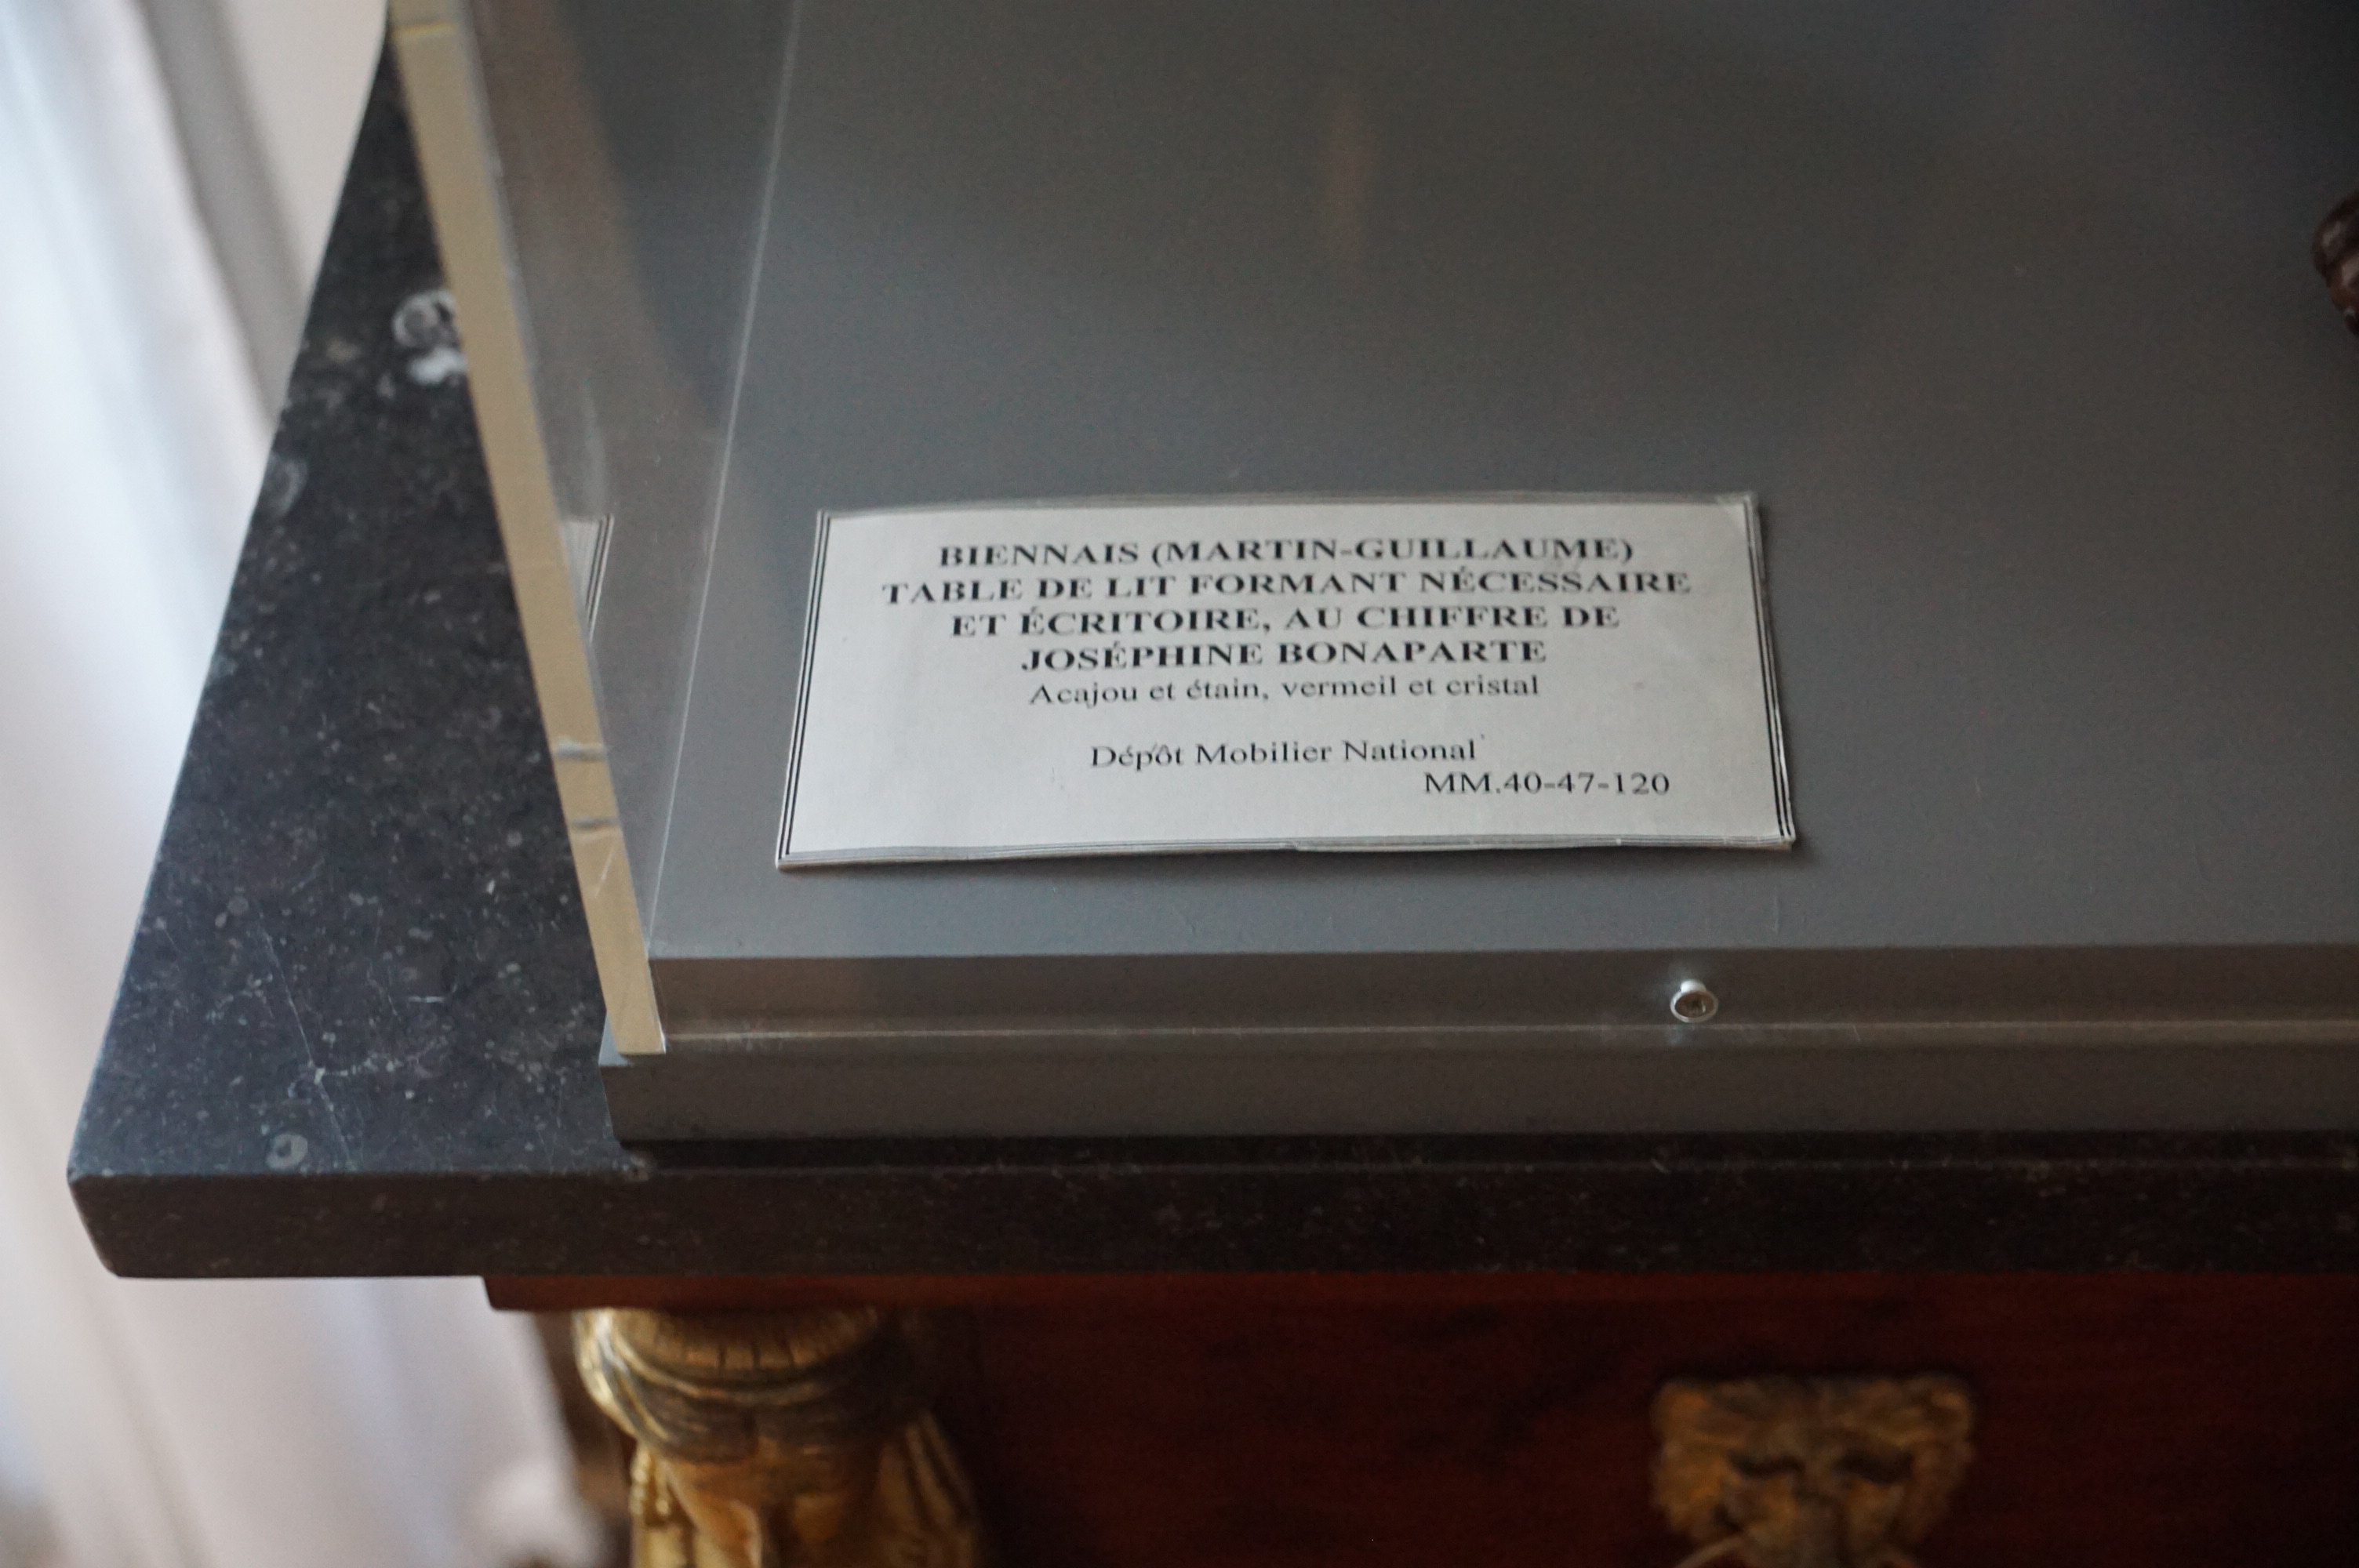 BIENNAIS (MARTIN-GUILLAUME)
TABLE DE LIT FORMANT NÉCESSAIRE
ET ÉCRITOIRE, AU CHIFFRE DE
JOSÉPHINE BONAPARTE
Acajou et étain, vermeil et cristal
Dépôt Mobilier National
MM.40-47-120